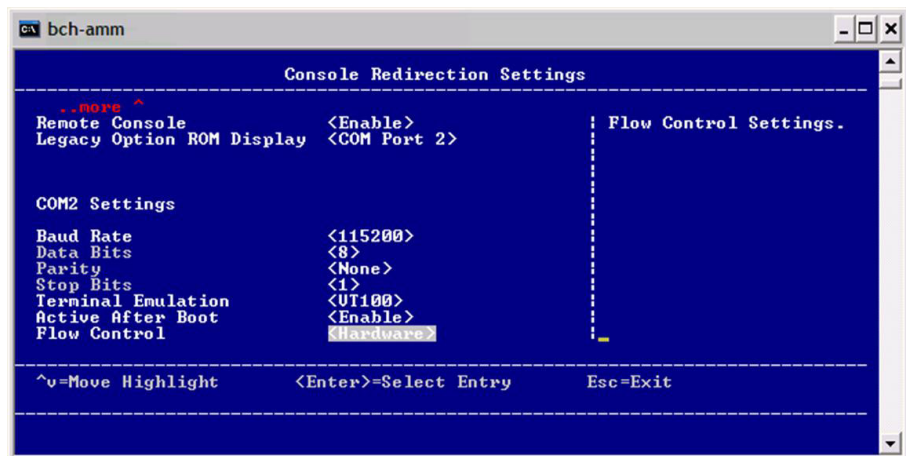 bch-amm
Console Redirection Settings
..more ^
Remote Console <Enable> Flow Control Settings.
Legacy Option ROM Display <COM Port 2>
COM2 Settings
Baud Rate <115200>
Data Bits <8>
Parity <None>
Stop Bits <1>
Terminal Emulation <VT100>
Active After Boot <Enable>
Flow Control <Hardware>
^v=Move Highlight <Enter>=Select Entry Esc=Exit